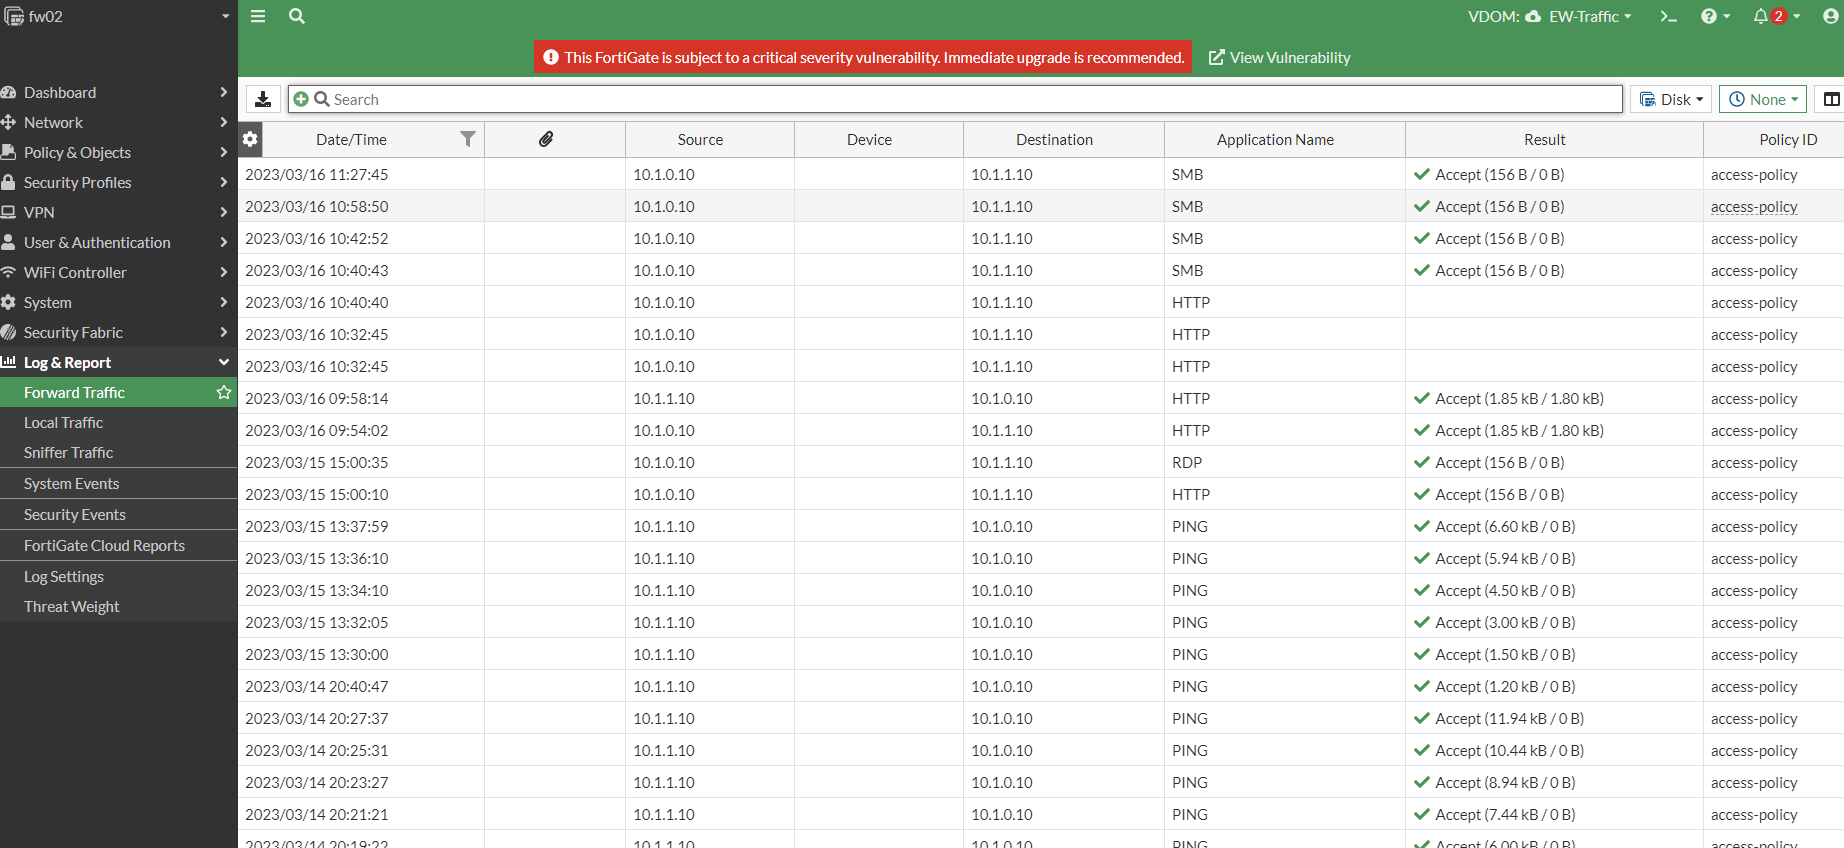 fw02
VDOM: EW-Traffic
2
This FortiGate is subject to a critical severity vulnerability. Immediate upgrade is recommended. View Vulnerability
Dashboard
Network
Policy & Objects
Security Profiles
VPN
User & Authentication
WiFi Controller
System
Security Fabric
Log & Report
Forward Traffic
Local Traffic
Sniffer Traffic
System Events
Security Events
FortiGate Cloud Reports
Log Settings
Threat Weight
Search Disk None
Date/Time Source Device Destination Application Name Result Policy ID
2023/03/16 11:27:45 10.1.0.10 10.1.1.10 SMB Accept (156 B / 0 B) access-policy
2023/03/16 10:58:50 10.1.0.10 10.1.1.10 SMB Accept (156 B / 0 B) access-policy
2023/03/16 10:42:52 10.1.0.10 10.1.1.10 SMB Accept (156 B / 0 B) access-policy
2023/03/16 10:40:43 10.1.0.10 10.1.1.10 SMB Accept (156 B / 0 B) access-policy
2023/03/16 10:40:40 10.1.0.10 10.1.1.10 HTTP access-policy
2023/03/16 10:32:45 10.1.0.10 10.1.1.10 HTTP access-policy
2023/03/16 10:32:45 10.1.0.10 10.1.1.10 HTTP access-policy
2023/03/16 09:58:14 10.1.1.10 10.1.0.10 HTTP Accept (1.85 kB / 1.80 kB) access-policy
2023/03/16 09:54:02 10.1.0.10 10.1.1.10 HTTP Accept (1.85 kB / 1.80 kB) access-policy
2023/03/15 15:00:35 10.1.0.10 10.1.1.10 RDP Accept (156 B / 0 B) access-policy
2023/03/15 15:00:10 10.1.0.10 10.1.1.10 HTTP Accept (156 B / 0 B) access-policy
2023/03/15 13:37:59 10.1.1.10 10.1.0.10 PING Accept (6.60 kB / 0 B) access-policy
2023/03/15 13:36:10 10.1.1.10 10.1.0.10 PING Accept (5.94 kB / 0 B) access-policy
2023/03/15 13:34:10 10.1.1.10 10.1.0.10 PING Accept (4.50 kB / 0 B) access-policy
2023/03/15 13:32:05 10.1.1.10 10.1.0.10 PING Accept (3.00 kB / 0 B) access-policy
2023/03/15 13:30:00 10.1.1.10 10.1.0.10 PING Accept (1.50 kB / 0 B) access-policy
2023/03/14 20:40:47 10.1.1.10 10.1.0.10 PING Accept (1.20 kB / 0 B) access-policy
2023/03/14 20:27:37 10.1.1.10 10.1.0.10 PING Accept (11.94 kB / 0 B) access-policy
2023/03/14 20:25:31 10.1.1.10 10.1.0.10 PING Accept (10.44 kB / 0 B) access-policy
2023/03/14 20:23:27 10.1.1.10 10.1.0.10 PING Accept (8.94 kB / 0 B) access-policy
2023/03/14 20:21:21 10.1.1.10 10.1.0.10 PING Accept (7.44 kB / 0 B) access-policy
2023/03/14 20:19:22 10.1.1.10 10.1.0.10 PING Accept (6.00 kB / 0 B) access-policy